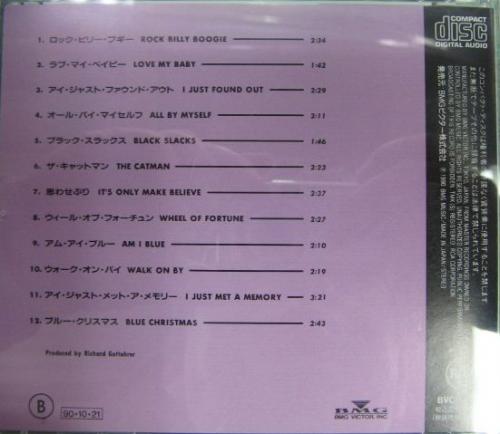 1. ロック・ビリー・ブギー ROCK BILLY BOOGIE 2:34
2. ラブ・マイ・ベイビー LOVE MY BABY 1:42
3. アイ・ジャスト・ファウンド・アウト I JUST FOUND OUT 2:29
4. オール・バイ・マイセルフ ALL BY MYSELF 2:11
5. ブラック・スラックス BLACK SLACKS 1:46
6. ザ・キャットマン THE CATMAN 2:23
7. 思わせぶり IT'S ONLY MAKE BELIEVE 2:37
8. ウィール・オブ・フォーチュン WHEEL OF FORTUNE 2:27
9. アム・アイ・ブルー AM I BLUE 2:10
10. ウォーク・オン・バイ WALK ON BY 2:19
11. アイ・ジャスト・メット・ア・メモリー I JUST MET A MEMORY 3:21
12. ブルー・クリスマス BLUE CHRISTMAS 2:43
Produced by Richard Gottehrer
B
90·10·21
BMG
BMG VICTOR, INC.
COMPACT
disc
DIGITAL AUDIO
発売元 BMGビクター株式会社
BVC